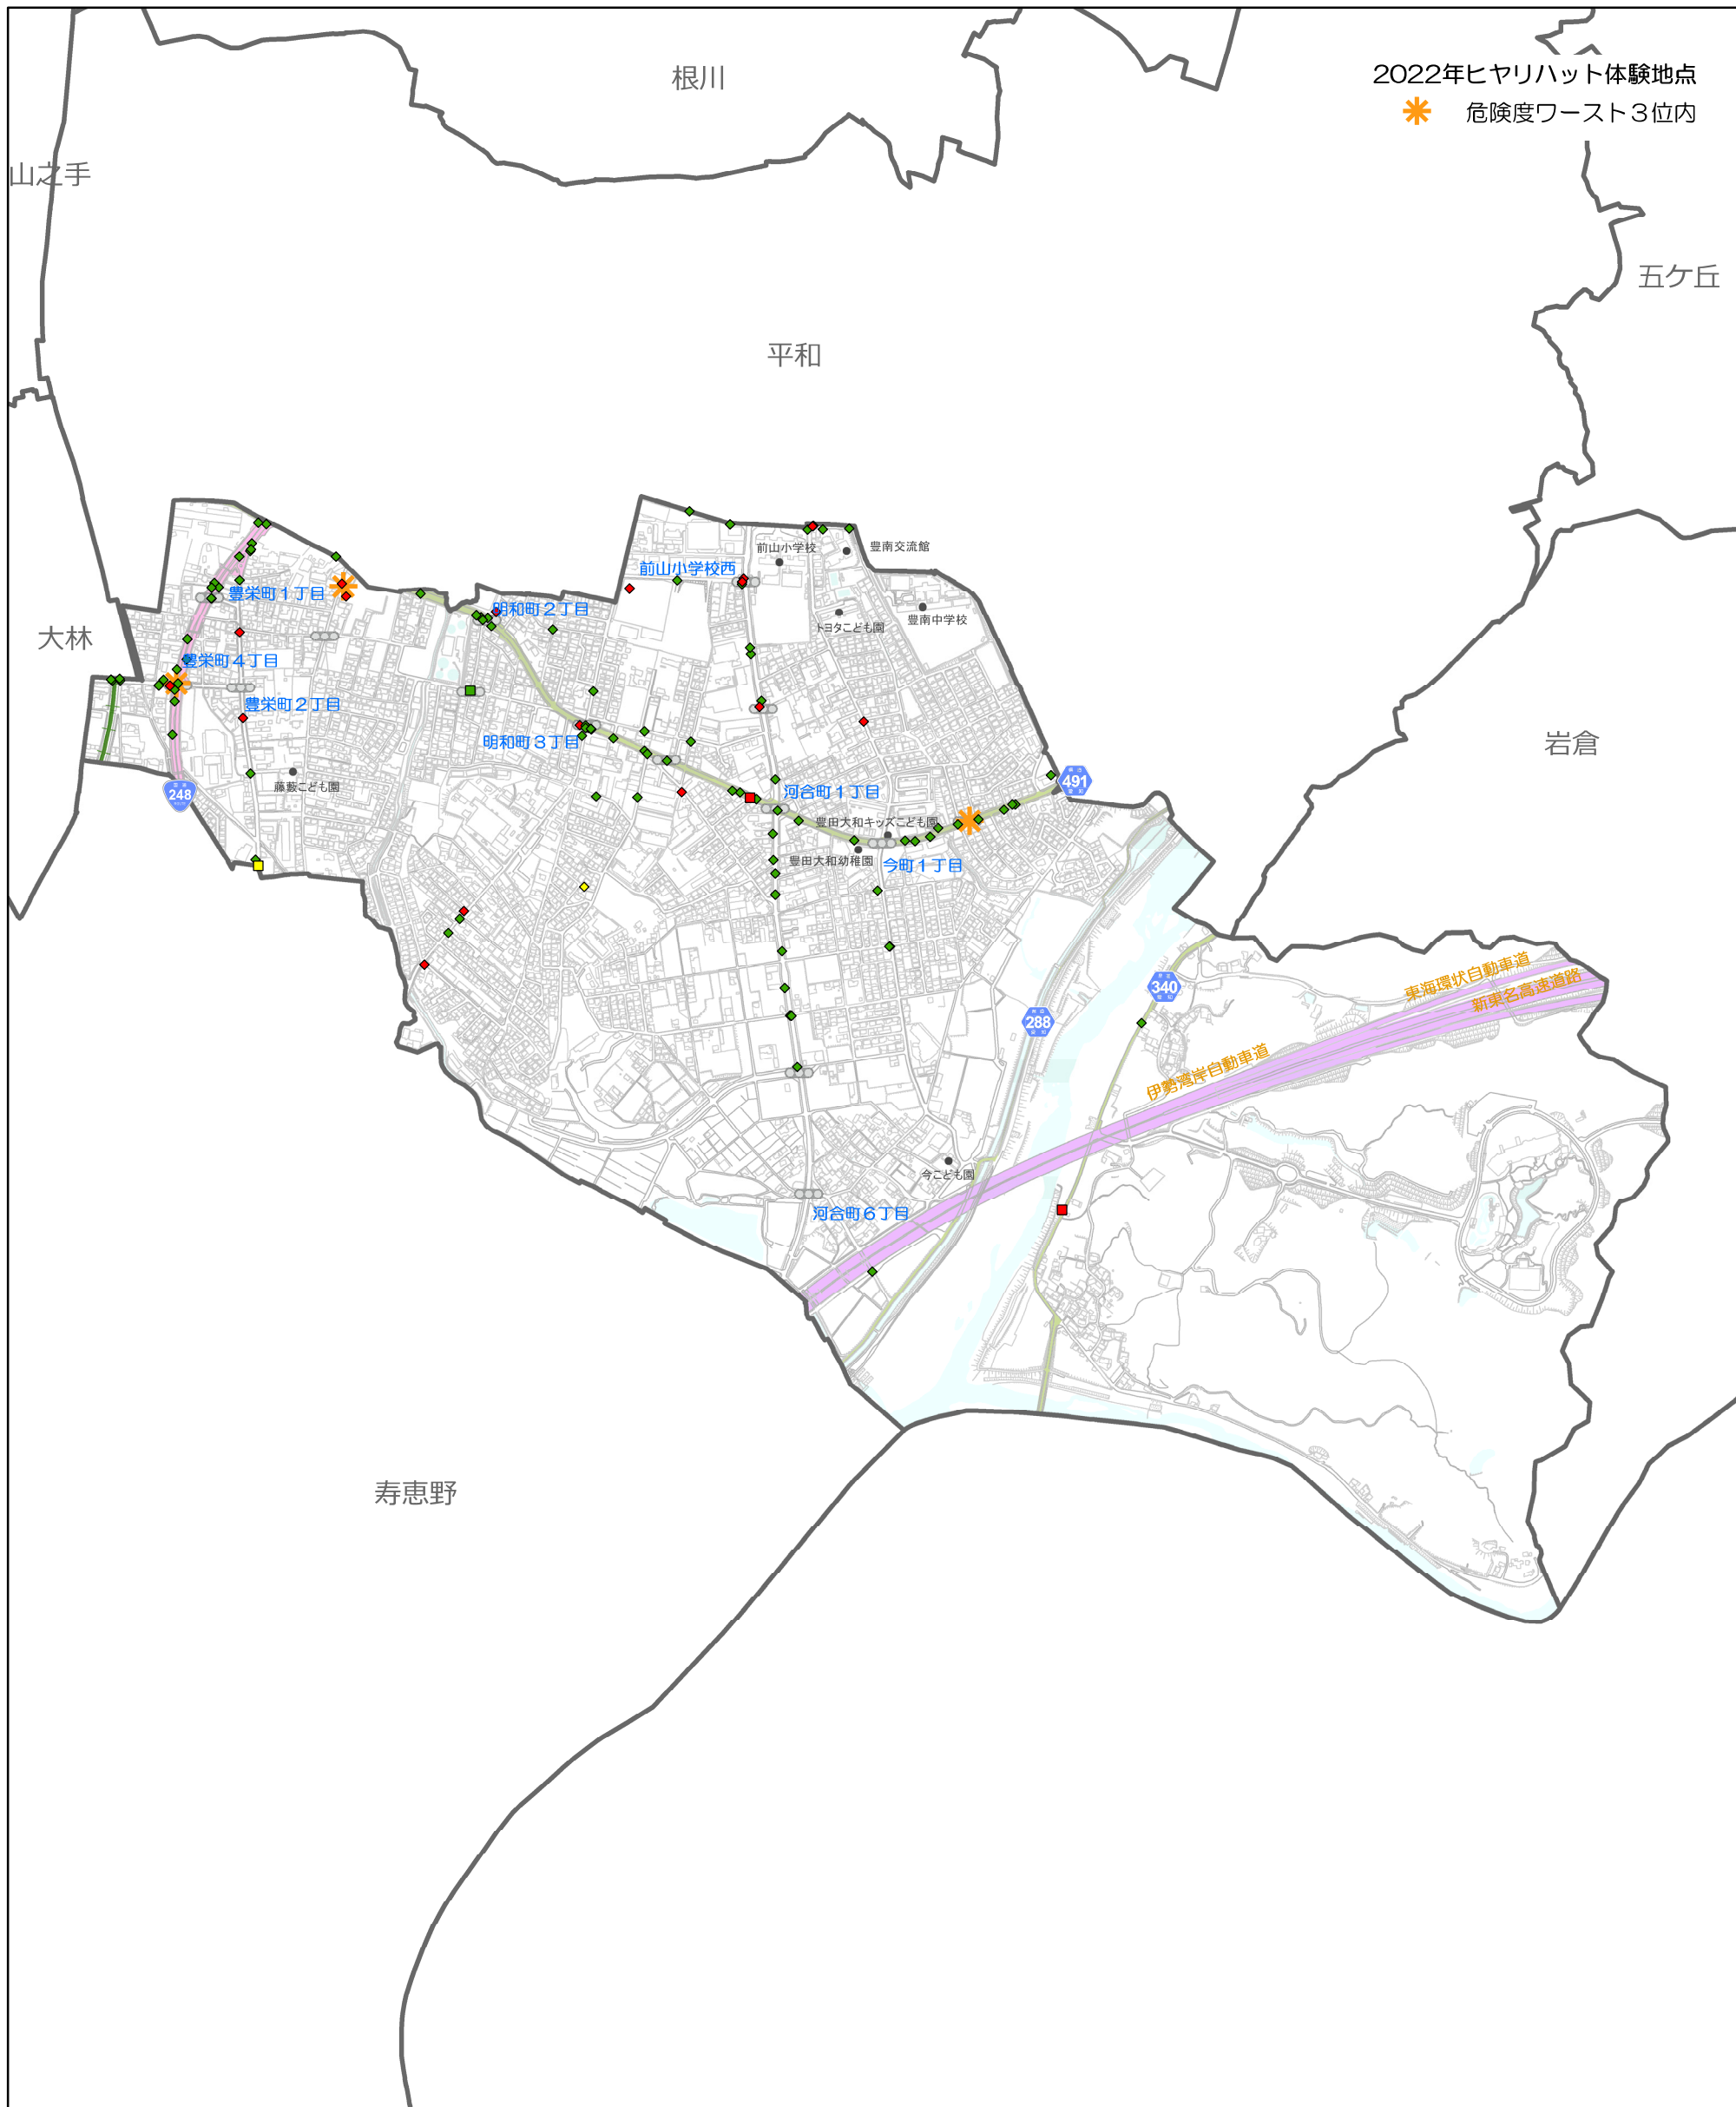 根川
2022年ヒヤリハット体験地点
危険度ワースト３位内
山之手
五ケ丘
平和
前山小学校
豊南交流館
前山小学校西
豊栄町１丁目
明和町２丁目
豊南中学校
トヨタこども園
大林
豊栄町４丁目
豊栄町２丁目
明和町３丁目
岩倉
491
藤藪こども園
248
河合町１丁目
豊田大和キッズこども園
豊田大和幼稚園
今町１丁目
東海環状自動車道
新東名高速道路
340
288
伊勢湾岸自動車道
今こども園
河合町６丁目
寿恵野